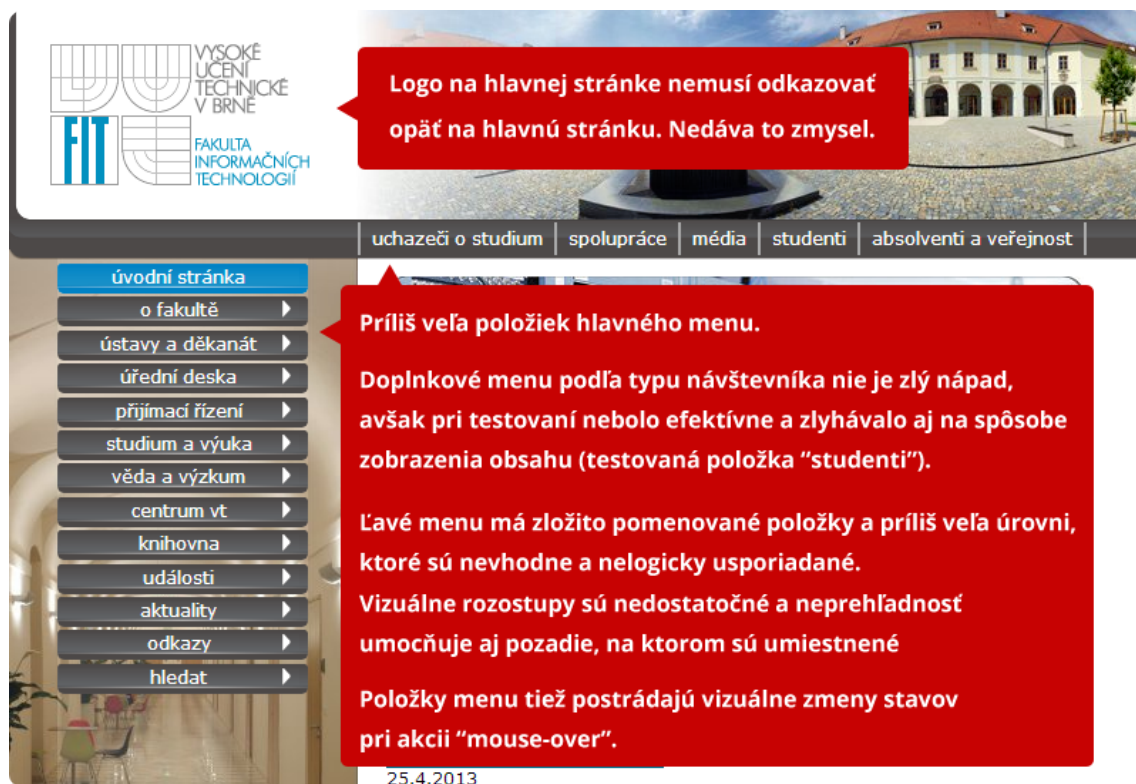 VYSOKÉ
UČENÍ
TECHNICKÉ
V BRNĚ
FIT
FAKULTA
INFORMAČNÍCH
TECHNOLOGIÍ
Logo na hlavnej stránke nemusí odkazovať
opäť na hlavnú stránku. Nedáva to zmysel.
uchazeči o studium spolupráce média studenti absolventi a veřejnost
úvodní stránka
o fakultě
ústavy a děkanát
úřední deska
přijímací řízení
studium a výuka
věda a výzkum
centrum vt
knihovna
události
aktuality
odkazy
hledat
Príliš veľa položiek hlavného menu.
Doplnkové menu podľa typu návštevníka nie je zlý nápad,
avšak pri testovaní nebolo efektívne a zlyhávalo aj na spôsobe
zobrazenia obsahu (testovaná položka “studenti”).
Ľavé menu má zložito pomenované položky a príliš veľa úrovni,
ktoré sú nevhodne a nelogicky usporiadané.
Vizuálne rozostupy sú nedostatočné a neprehľadnosť
umocňuje aj pozadie, na ktorom sú umiestnené
Položky menu tiež postrádajú vizuálne zmeny stavov
pri akcii “mouse-over”.
25.4.2013